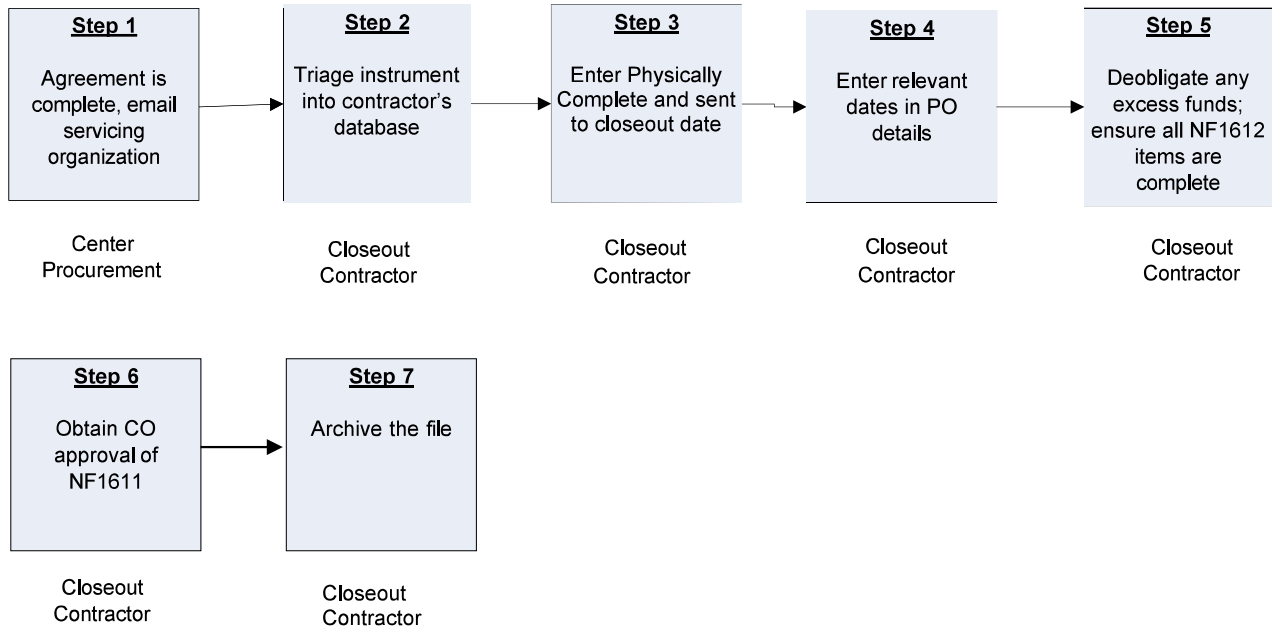 Step 1
Agreement is
complete, email
servicing
organization
Center
Procurement
Step 2
Triage instrument
into contractor's
database
Closeout
Contractor
Step 3
Enter Physically
Complete and sent
to closeout date
Closeout
Contractor
Step 4
Enter relevant
dates in PO
details
Closeout
Contractor
Step 5
Deobligate any
excess funds;
ensure all NF1612
items are
complete
Closeout
Contractor
Step 6
Obtain CO
approval of
NF1611
Closeout
Contractor
Step 7
Archive the file
Closeout
Contractor